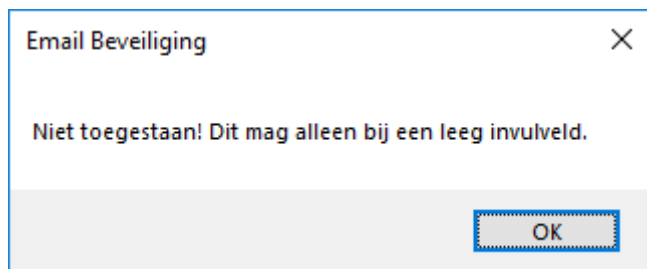 Email Beveiliging
Niet toegestaan! Dit mag alleen bij een leeg invulveld.
OK